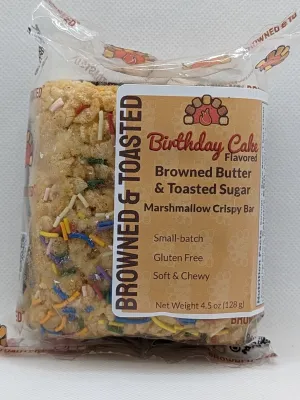 BROWNED & TOASTED
Birthday Cake
Flavored
Browned Butter
& Toasted Sugar
Marshmallow Crispy Bar
Small-batch
Gluten Free
Soft & Chewy
Net Weight 4.5 oz (128 g)